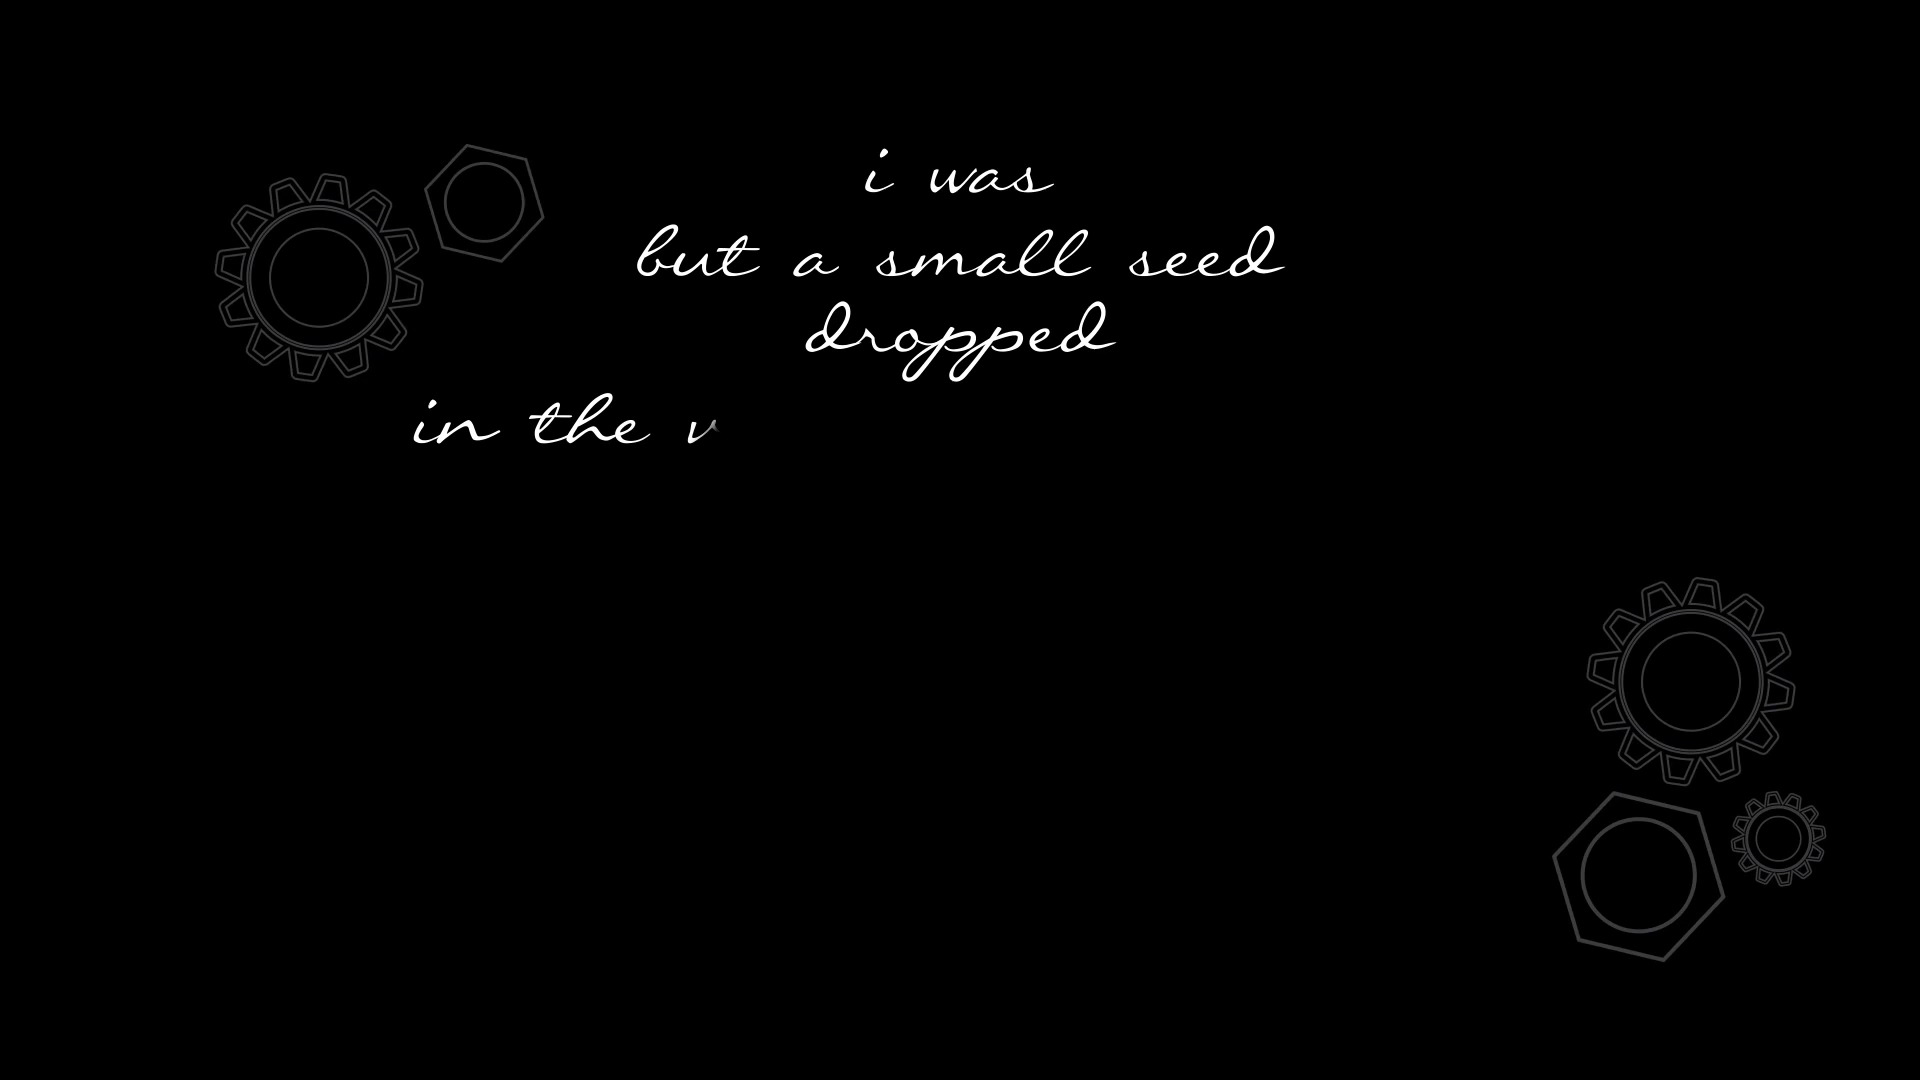 i was
but a small seed
dropped
in the v